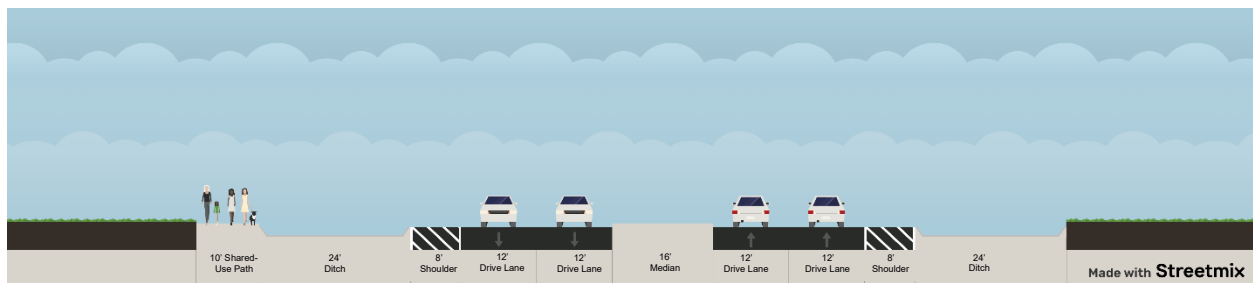 10' Shared-
Use Path
24'
Ditch
8'
Shoulder
12'
Drive Lane
12'
Drive Lane
16'
Median
12'
Drive Lane
12'
Drive Lane
8'
Shoulder
24'
Ditch
Made with Streetmix